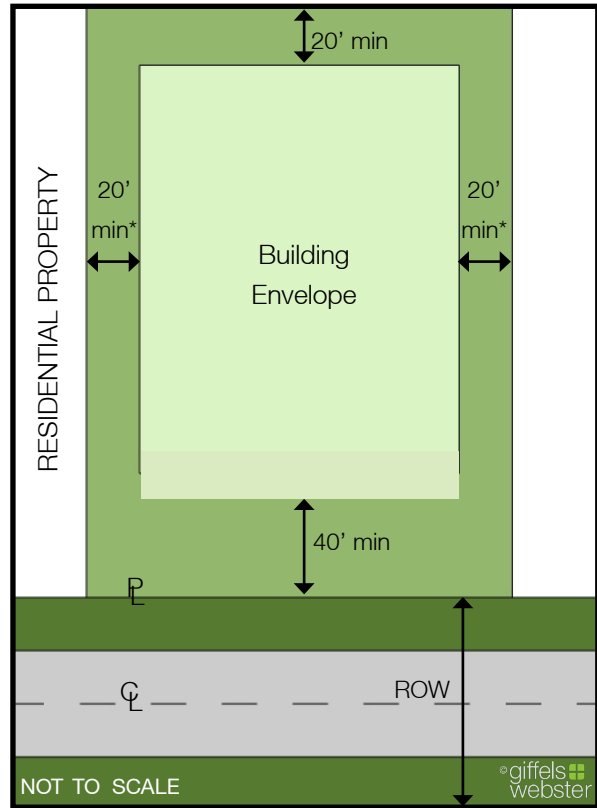 20’ min
20’
min*
20’
min*
RESIDENTIAL PROPERTY
Building
Envelope
40’ min
PL
CL
ROW
NOT TO SCALE
©giffels
webster